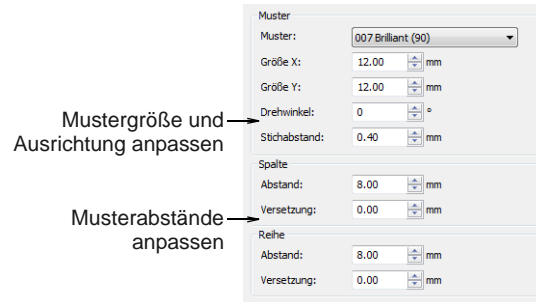 Muster
Muster: 007 Brilliant (90)
Größe X: 12.00 mm
Größe Y: 12.00 mm
Drehwinkel: 0 °
Stichabstand: 0.40 mm
Mustergröße und
Ausrichtung anpassen
Spalte
Abstand: 8.00 mm
Versetzung: 0.00 mm
Musterabstände
anpassen
Reihe
Abstand: 8.00 mm
Versetzung: 0.00 mm